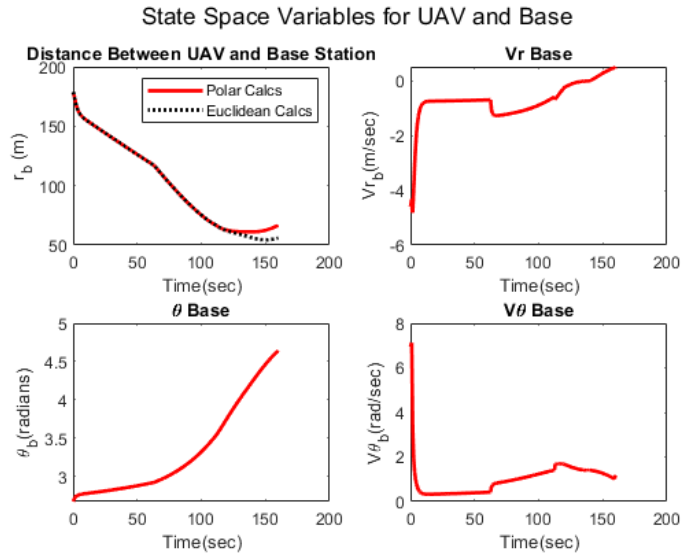 State Space Variables for UAV and Base
Distance Between UAV and Base Station
200
150
100
50
r_b (m)
Polar Calcs
Euclidean Calcs
0 50 100 150 200
Time(sec)
Vr Base
0
-2
-4
-6
Vr_b(m/sec)
0 50 100 150 200
Time(sec)
θ Base
5
4.5
4
3.5
3
θ_b(radians)
0 50 100 150 200
Time(sec)
Vθ Base
8
6
4
2
0
Vθ_b(rad/sec)
0 50 100 150 200
Time(sec)